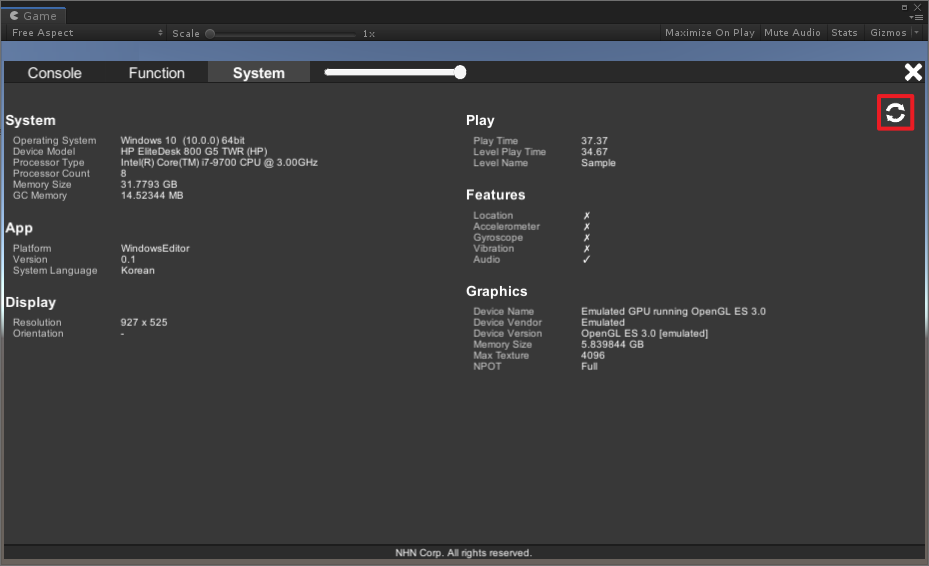 Game
Free Aspect Scale 1x Maximize On Play Mute Audio Stats Gizmos
Console Function System
System
Operating System Windows 10 (10.0.0) 64bit
Device Model HP EliteDesk 800 G5 TWR (HP)
Processor Type Intel(R) Core(TM) i7-9700 CPU @ 3.00GHz
Processor Count 8
Memory Size 31.7793 GB
GC Memory 14.52344 MB
App
Platform WindowsEditor
Version 0.1
System Language Korean
Display
Resolution 927 x 525
Orientation -
Play
Play Time 37.37
Level Play Time 34.67
Level Name Sample
Features
Location ✗
Accelerometer ✗
Gyroscope ✗
Vibration ✗
Audio ✓
Graphics
Device Name Emulated GPU running OpenGL ES 3.0
Device Vendor Emulated
Device Version OpenGL ES 3.0 [emulated]
Memory Size 5.839844 GB
Max Texture 4096
NPOT Full
NHN Corp. All rights reserved.